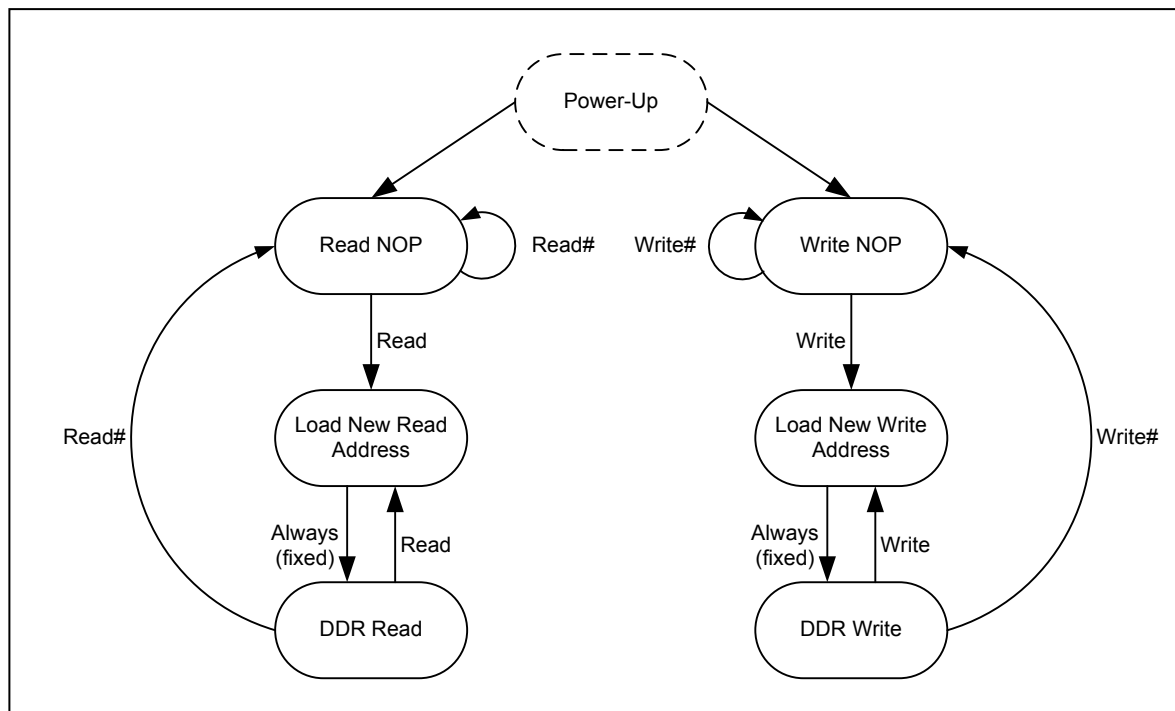 Power-Up
Read NOP
Read#
Write#
Write NOP
Read
Write
Load New Read
Address
Load New Write
Address
Read#
Write#
Always
(fixed)
Read
Always
(fixed)
Write
DDR Read
DDR Write